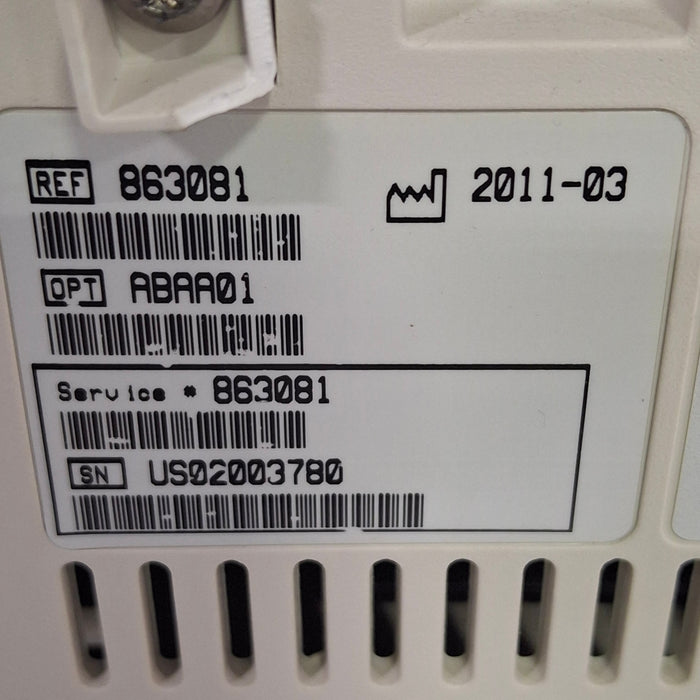 REF 863081 2011-03
OPT ABAA01
Service # 863081
SN US02003780